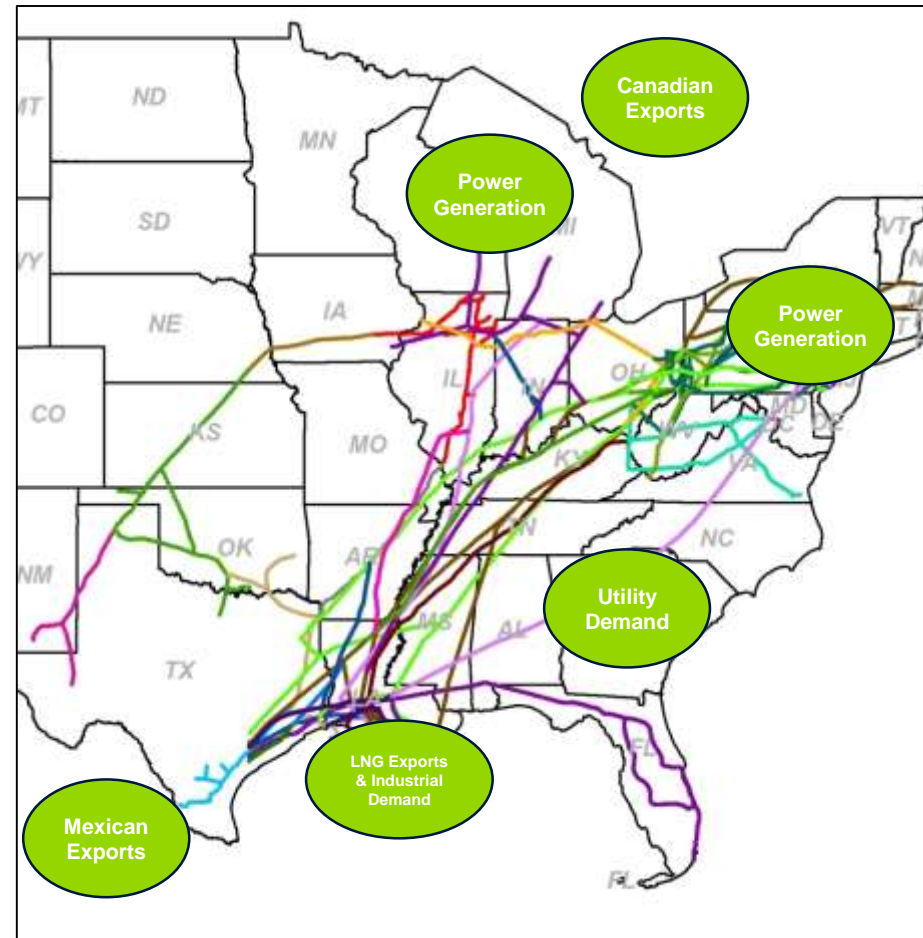 Canadian
Exports
ND
MT
MN
Power
Generation
MI
VT
SD
WY
IA
NE
Power
Generation
OH
IL
IN
MD
DE
CO
KS
MO
WV
VA
KY
NC
TN
OK
AR
NM
Utility
Demand
MS
AL
TX
FL
LNG Exports
& Industrial
Demand
Mexican
Exports
FL